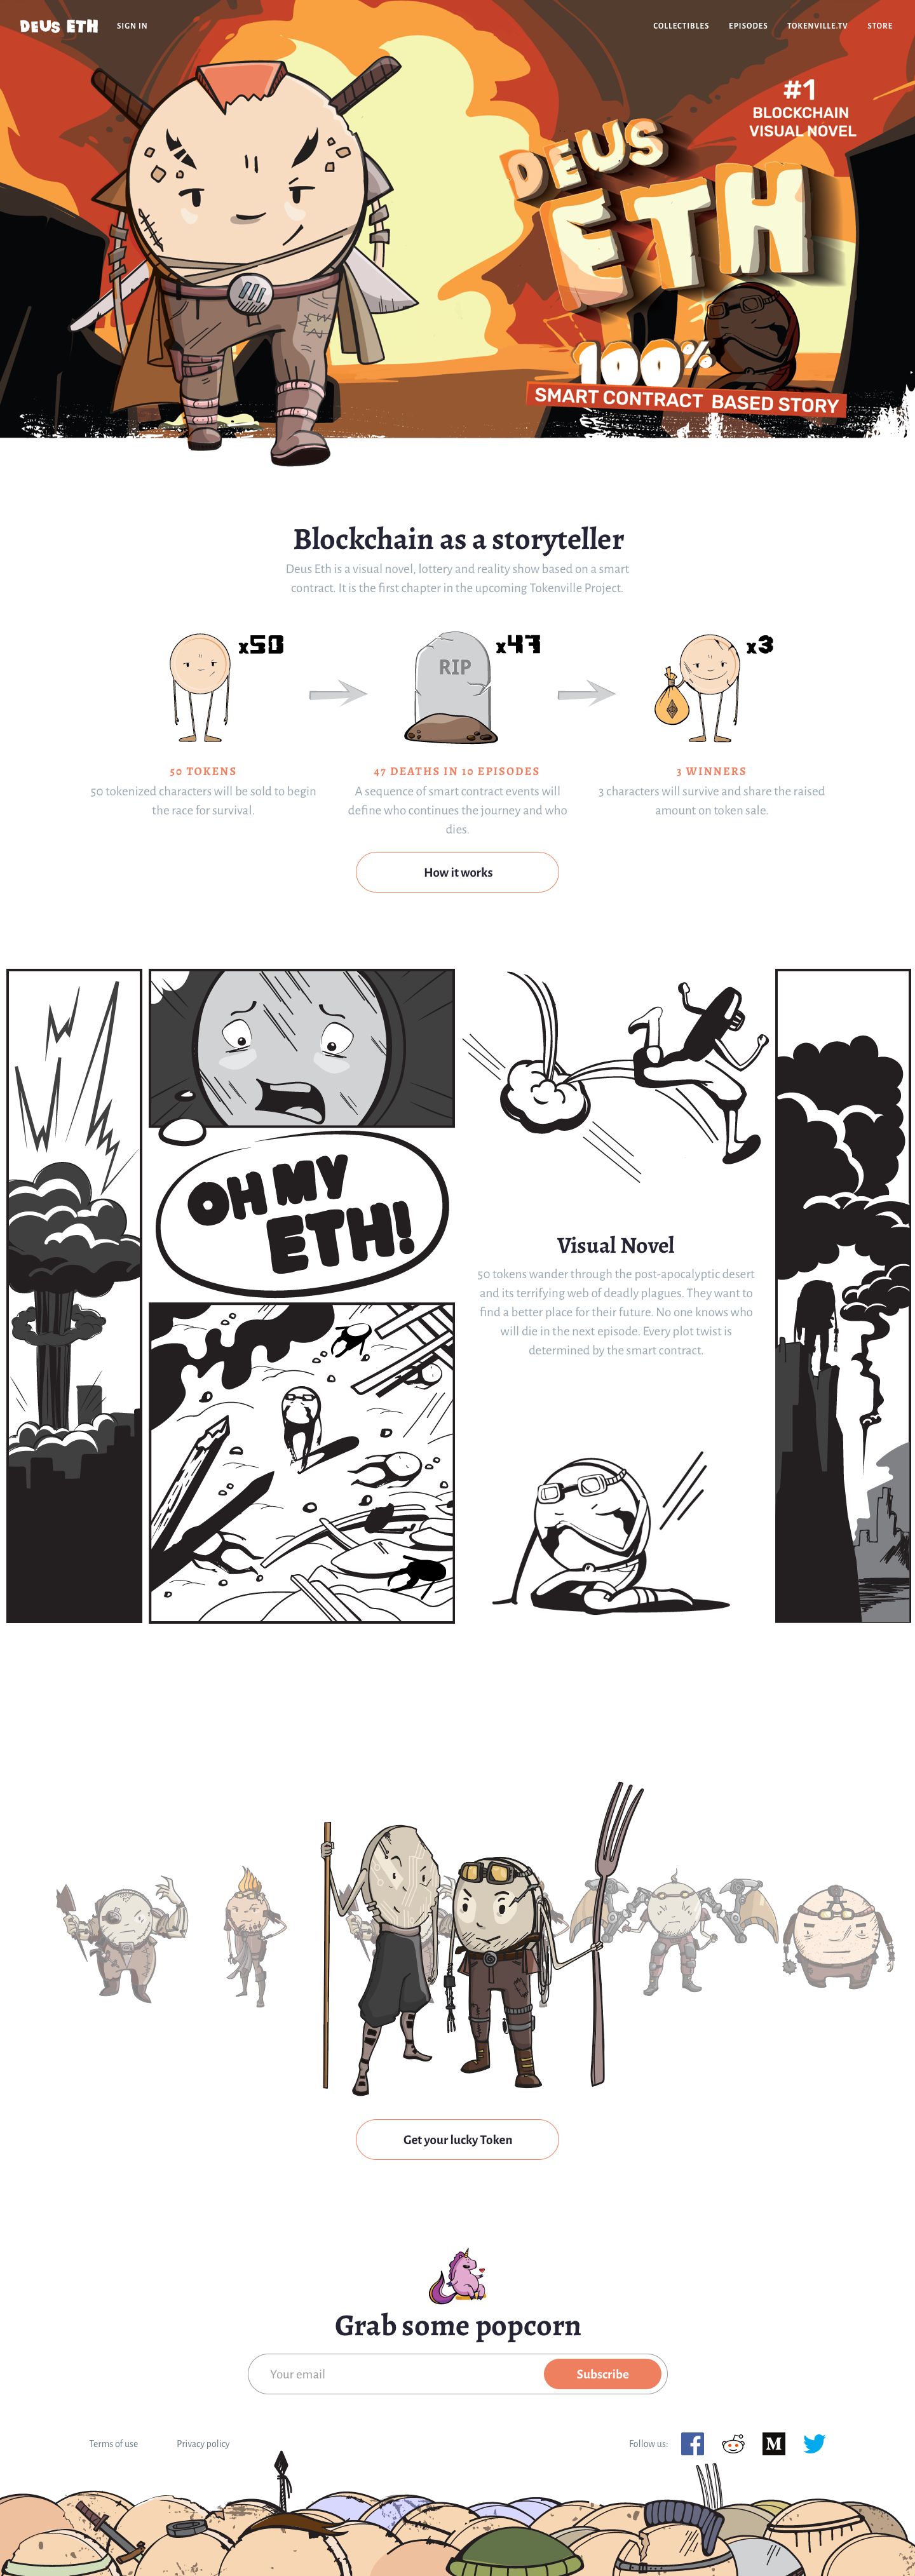 DEUS ETH
SIGN IN
COLLECTIBLES
EPISODES
TOKENVILLE.TV
STORE
#1
BLOCKCHAIN
VISUAL NOVEL
DEUS
ETH
100%
SMART CONTRACT BASED STORY
Blockchain as a storyteller
Deus Eth is a visual novel, lottery and reality show based on a smart
contract. It is the first chapter in the upcoming Tokenville Project.
x50
RIP
x47
x3
50 TOKENS
50 tokenized characters will be sold to begin
the race for survival.
47 DEATHS IN 10 EPISODES
A sequence of smart contract events will
define who continues the journey and who
dies.
3 WINNERS
3 characters will survive and share the raised
amount on token sale.
How it works
OH MY
ETH!
Visual Novel
50 tokens wander through the post-apocalyptic desert
and its terrifying web of deadly plagues. They want to
find a better place for their future. No one knows who
will die in the next episode. Every plot twist is
determined by the smart contract.
Get your lucky Token
Grab some popcorn
Your email
Subscribe
Terms of use
Privacy policy
Follow us:
M